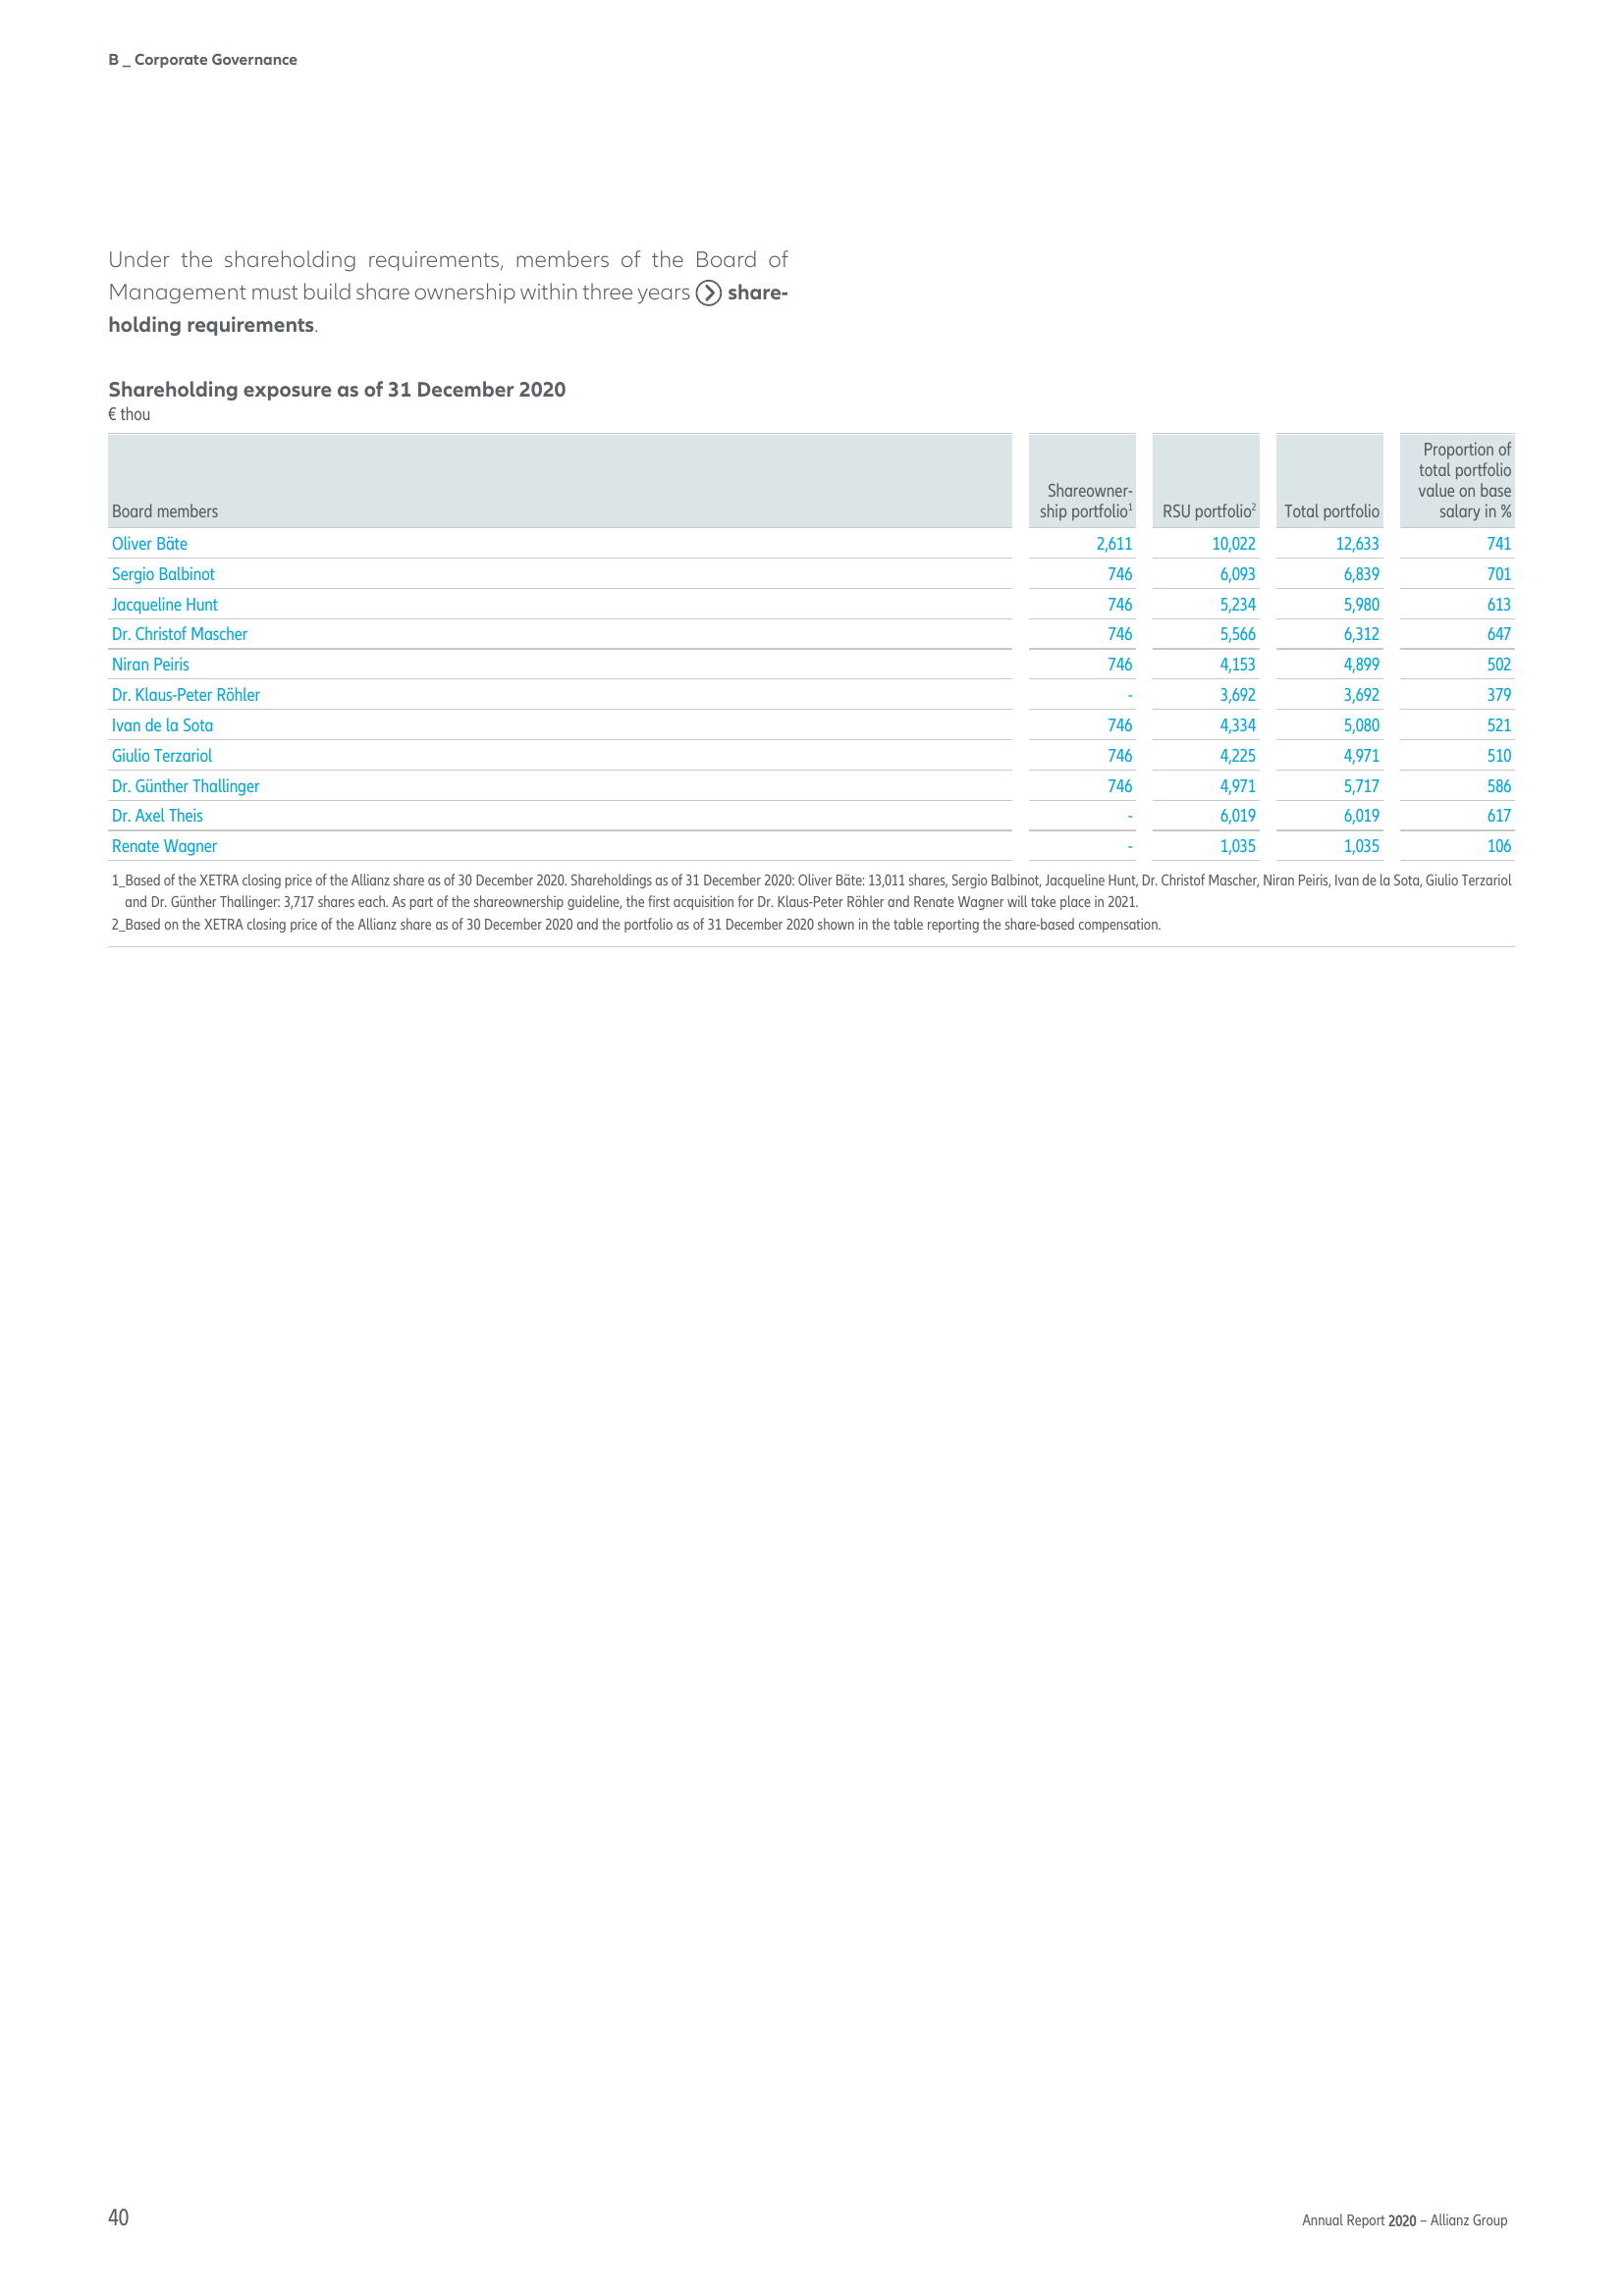 B _ Corporate Governance
Under the shareholding requirements, members of the Board of
Management must build share ownership within three years share-
holding requirements.
Shareholding exposure as of 31 December 2020
€ thou
Board members Shareowner-ship portfolio1 RSU portfolio2 Total portfolio Proportion of total portfolio value on base salary in %
Oliver Bäte 2,611 10,022 12,633 741
Sergio Balbinot 746 6,093 6,839 701
Jacqueline Hunt 746 5,234 5,980 613
Dr. Christof Mascher 746 5,566 6,312 647
Niran Peiris 746 4,153 4,899 502
Dr. Klaus-Peter Röhler - 3,692 3,692 379
Ivan de la Sota 746 4,334 5,080 521
Giulio Terzariol 746 4,225 4,971 510
Dr. Günther Thallinger 746 4,971 5,717 586
Dr. Axel Theis - 6,019 6,019 617
Renate Wagner - 1,035 1,035 106
1_Based of the XETRA closing price of the Allianz share as of 30 December 2020. Shareholdings as of 31 December 2020: Oliver Bäte: 13,011 shares, Sergio Balbinot, Jacqueline Hunt, Dr. Christof Mascher, Niran Peiris, Ivan de la Sota, Giulio Terzariol
and Dr. Günther Thallinger: 3,717 shares each. As part of the shareownership guideline, the first acquisition for Dr. Klaus-Peter Röhler and Renate Wagner will take place in 2021.
2_Based on the XETRA closing price of the Allianz share as of 30 December 2020 and the portfolio as of 31 December 2020 shown in the table reporting the share-based compensation.
40
Annual Report 2020 – Allianz Group